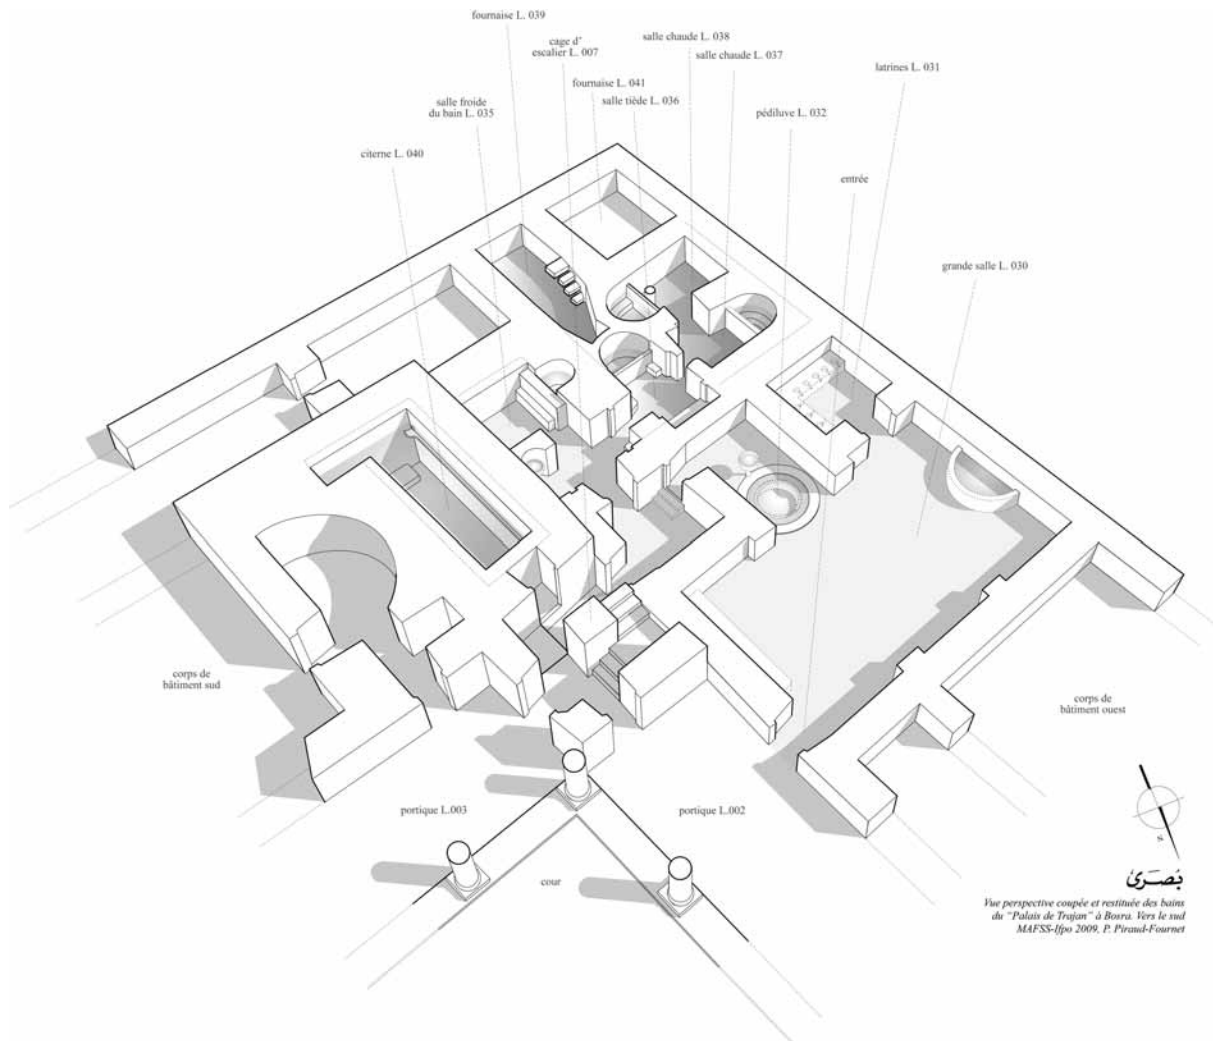 fournaise L. 039
cage d'
escalier L. 007
salle chaude L. 038
salle chaude L. 037
fournaise L. 041
latrines L. 031
salle froide
du bain L. 035
salle tiède L. 036
pédiluve L. 032
citerne L. 040
entrée
grande salle L. 030
corps de
bâtiment sud
corps de
bâtiment ouest
portique L.003
portique L.002
cour
N
بُصرَى
Vue perspective coupée et restituée des bains
du "Palais de Trajan" à Bosra. Vers le sud
MAFSS-Ifpo 2009, P. Piraud-Fournet